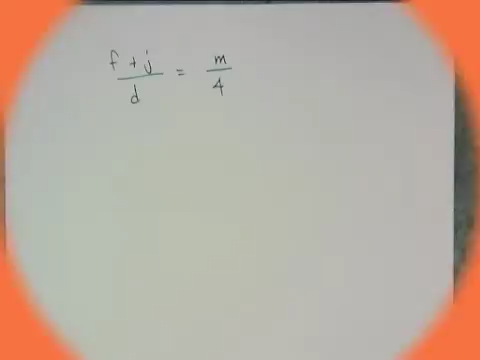 f + j / d = m / 4